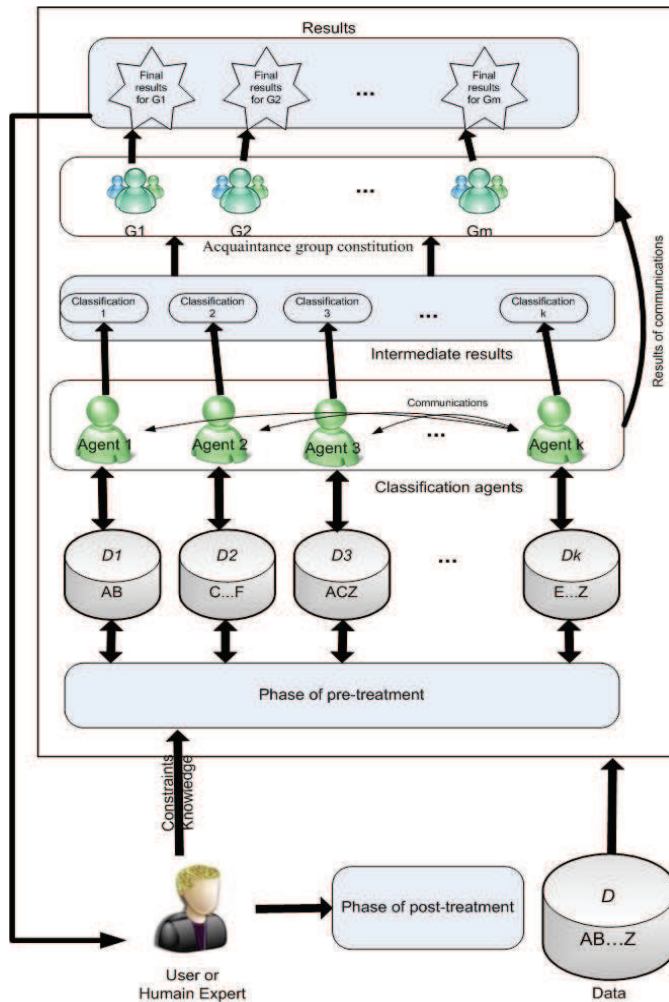 Results
Final
results
for G1
Final
results
for G2
...
Final
results
for Gm
G1
G2
...
Gm
Acquaintance group constitution
Classification
1
Classification
2
Classification
3
...
Classification
k
Intermediate results
Results of communications
Communications
Agent 1
Agent 2
Agent 3
...
Agent k
Classification agents
D1
AB
D2
C...F
D3
ACZ
...
Dk
E...Z
Phase of pre-treatment
Constraints
Knowledge
Phase of post-treatment
D
AB...Z
User or
Humain Expert
Data